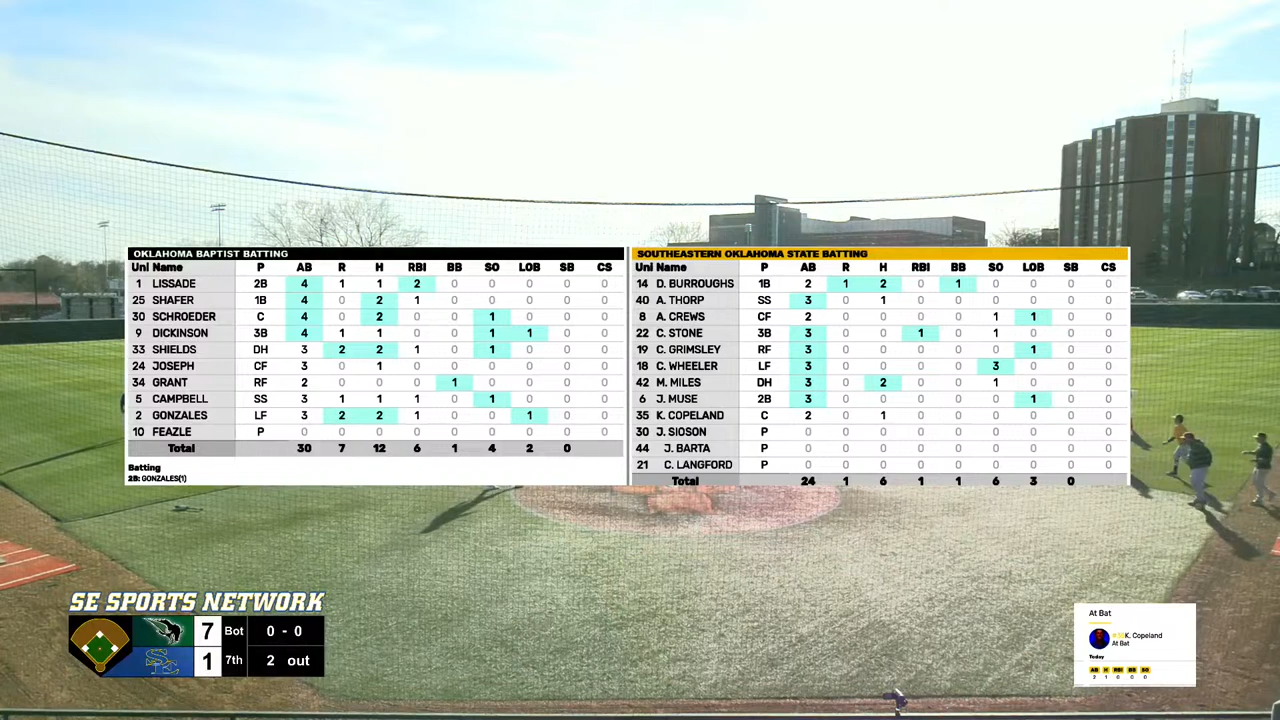 OKLAHOMA BAPTIST BATTING
Uni Name P AB R H RBI BB SO LOB SB CS
1 LISSADE 2B 4 1 1 2 0 0 0 0 0
25 SHAFER 1B 4 0 2 1 0 0 0 0 0
30 SCHROEDER C 4 0 2 0 0 1 0 0 0
9 DICKINSON 3B 4 1 1 0 0 1 1 0 0
33 SHIELDS DH 3 2 2 1 0 1 0 0 0
24 JOSEPH CF 3 0 1 0 0 0 0 0 0
34 GRANT RF 2 0 0 0 1 0 0 0 0
5 CAMPBELL SS 3 1 1 1 0 1 0 0 0
2 GONZALES LF 3 2 2 1 0 0 1 0 0
10 FEAZLE P 0 0 0 0 0 0 0 0 0
Total 30 7 12 6 1 4 2 0
Batting
2B: GONZALES(1)
SOUTHEASTERN OKLAHOMA STATE BATTING
Uni Name P AB R H RBI BB SO LOB SB CS
14 D. BURROUGHS 1B 2 1 2 0 1 0 0 0 0
40 A. THORP SS 3 0 1 0 0 0 0 0 0
8 A. CREWS CF 2 0 0 0 0 1 1 0 0
22 C. STONE 3B 3 0 0 1 0 1 0 0 0
19 C. GRIMSLEY RF 3 0 0 0 0 0 1 0 0
18 C. WHEELER LF 3 0 0 0 0 3 0 0 0
42 M. MILES DH 3 0 2 0 0 1 0 0 0
6 J. MUSE 2B 3 0 0 0 0 0 1 0 0
35 K. COPELAND C 2 0 1 0 0 0 0 0 0
30 J. SIOSON P 0 0 0 0 0 0 0 0 0
44 J. BARTA P 0 0 0 0 0 0 0 0 0
21 C. LANGFORD P 0 0 0 0 0 0 0 0 0
Total 24 1 6 1 1 6 3 0
SE SPORTS NETWORK
7 Bot 0 - 0
SE 1 7th 2 out
At Bat
K. Copeland
At Bat
Today
AB H RBI BB SO
2 1 0 0 0